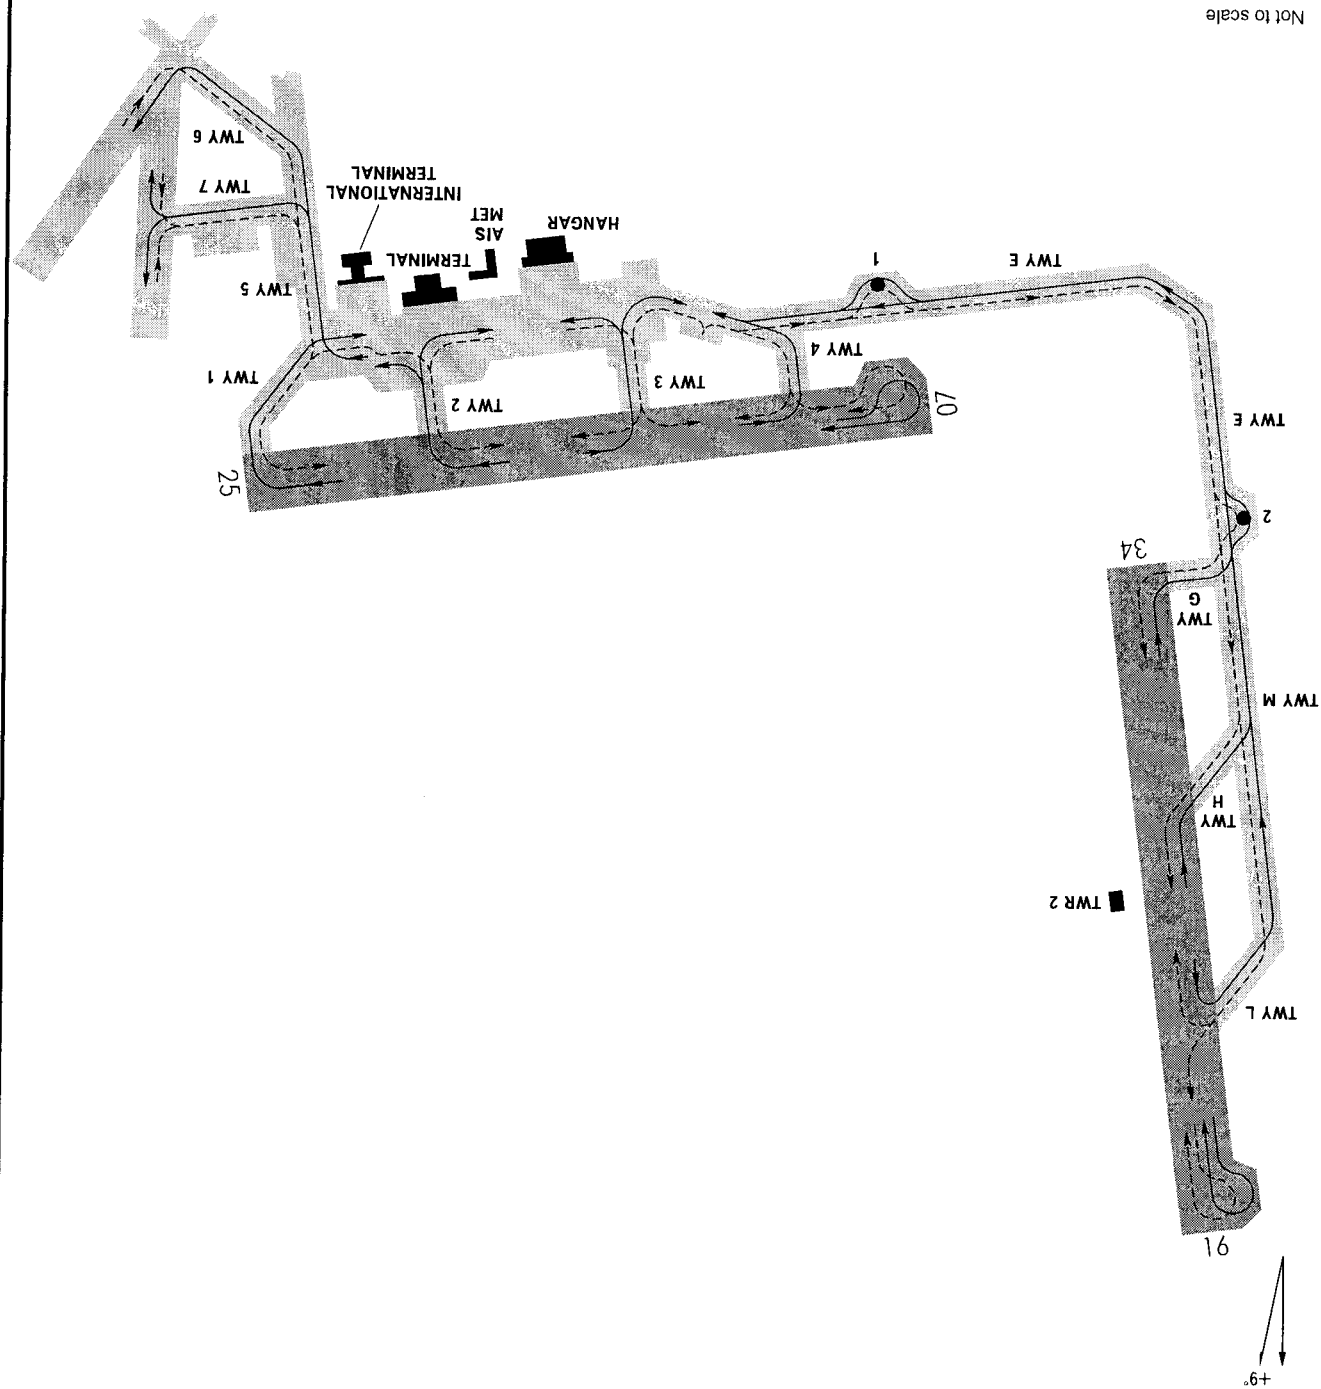 +9°
16
TWY L
TWR 2
TWY
H
TWY M
TWY
G
34
2
25
TWY E
07
TWY 2
TWY 3
TWY 1
TWY 4
TWY 5
TWY E
1
TERMINAL
HANGAR
AIS
MET
INTERNATIONAL
TERMINAL
TWY 7
TWY 6
Not to scale